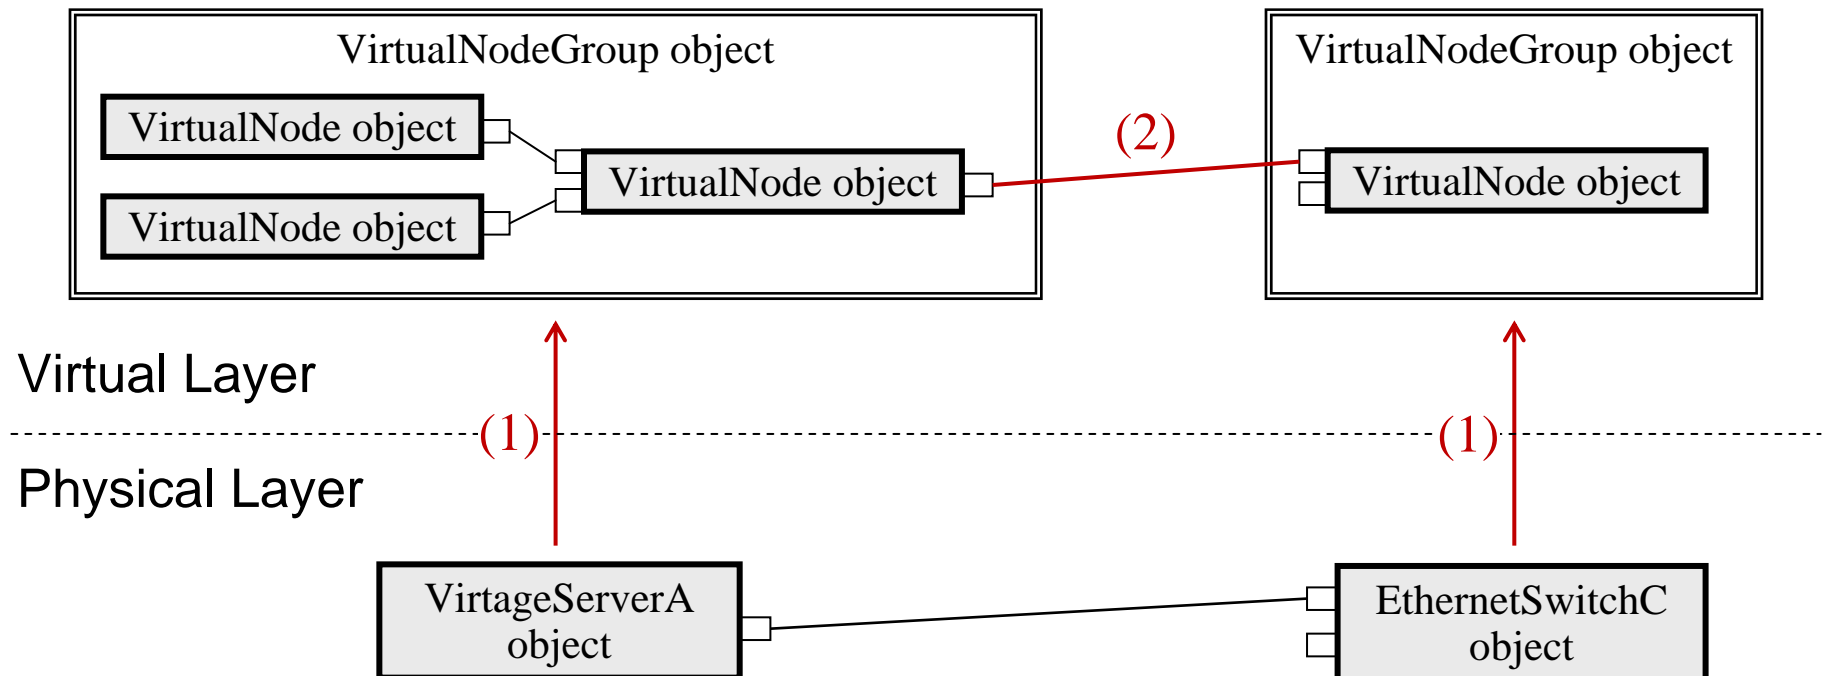 VirtualNodeGroup object
VirtualNodeGroup object
VirtualNode object
(2)
VirtualNode object
VirtualNode object
VirtualNode object
Virtual Layer
(1)
(1)
Physical Layer
VirtageServerA
object
EthernetSwitchC
object